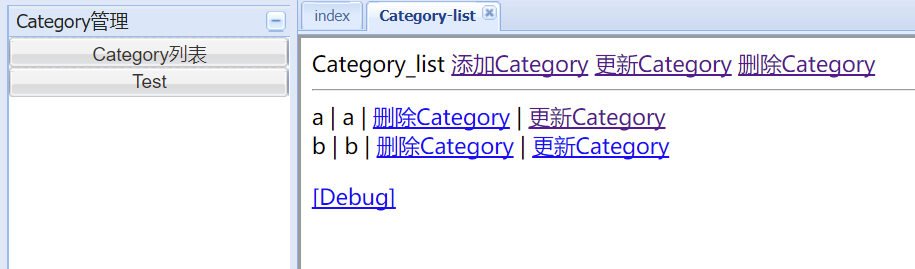 Category管理
Category列表
Test
index
Category-list
Category_list 添加Category 更新Category 删除Category
a | a | 删除Category | 更新Category
b | b | 删除Category | 更新Category
[Debug]